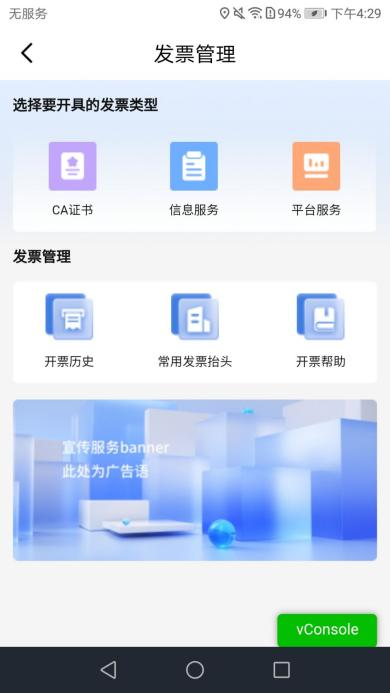 无服务 94% 下午4:29
发票管理
选择要开具的发票类型
CA证书 信息服务 平台服务
发票管理
开票历史 常用发票抬头 开票帮助
宣传服务banner
此处为广告语
vConsole